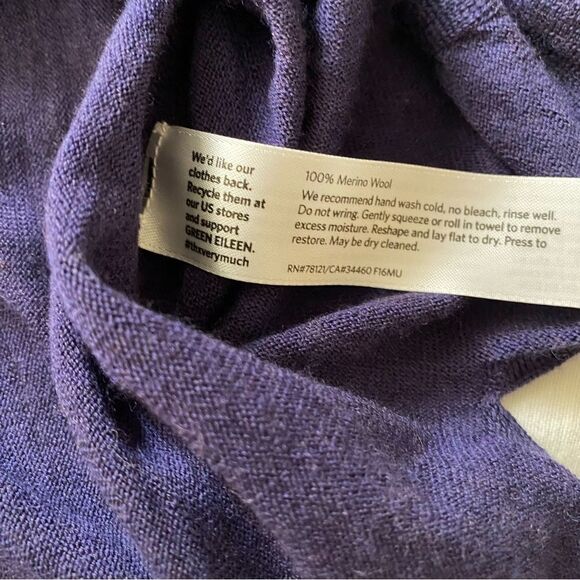 We'd like our
clothes back.
Recycle them at
our US stores
and support
GREEN EILEEN.
#thxverymuch
100% Merino Wool
We recommend hand wash cold, no bleach, rinse well.
Do not wring. Gently squeeze or roll in towel to remove
excess moisture. Reshape and lay flat to dry. Press to
restore. May be dry cleaned.
RN#78121/CA#34460 F16MU